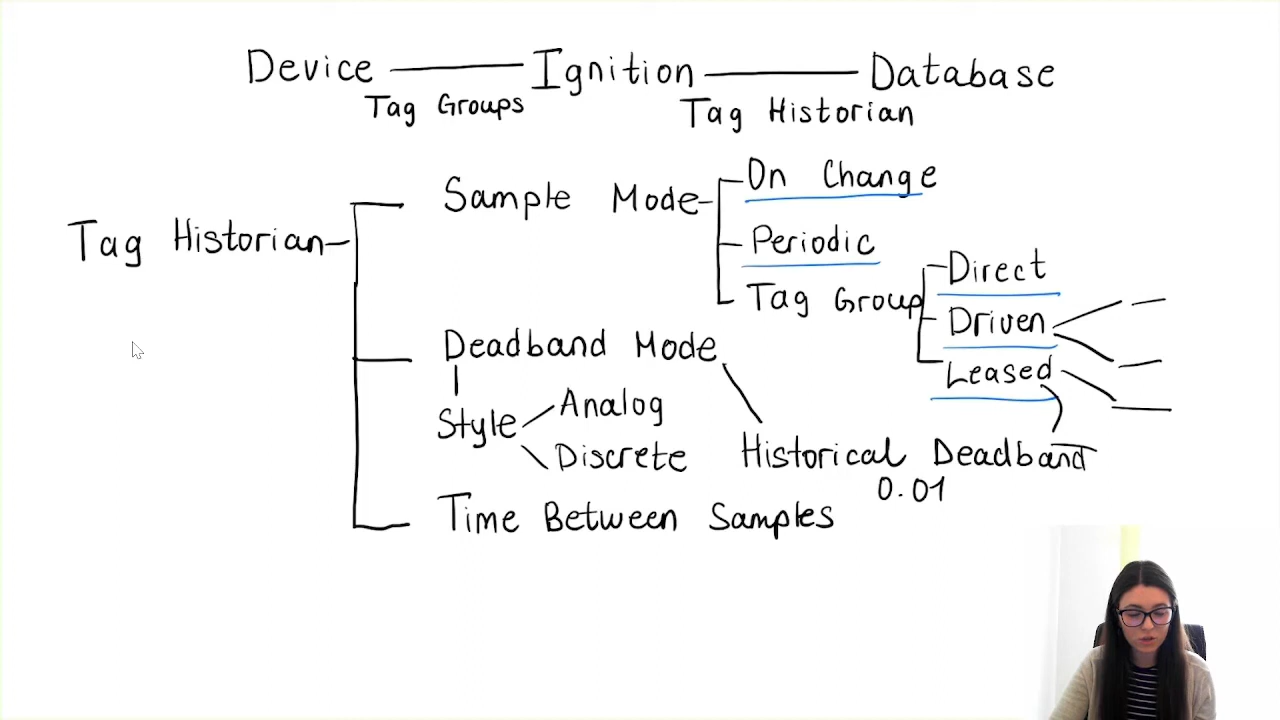 Device Ignition Database
Tag Groups Tag Historian
Tag Historian
Sample Mode
On Change
Periodic
Tag Group
Direct
Driven
Leased
Deadband Mode
Style
Analog
Discrete
Historical Deadband
0.01
Time Between Samples